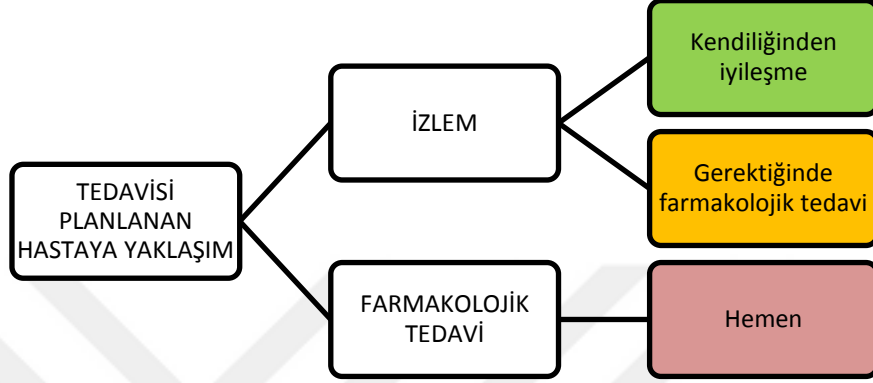 TEDAVİSİ
PLANLANAN
HASTAYA YAKLAŞIM
İZLEM
Kendiliğinden
iyileşme
Gerektiğinde
farmakolojik tedavi
FARMAKOLOJİK
TEDAVİ
Hemen